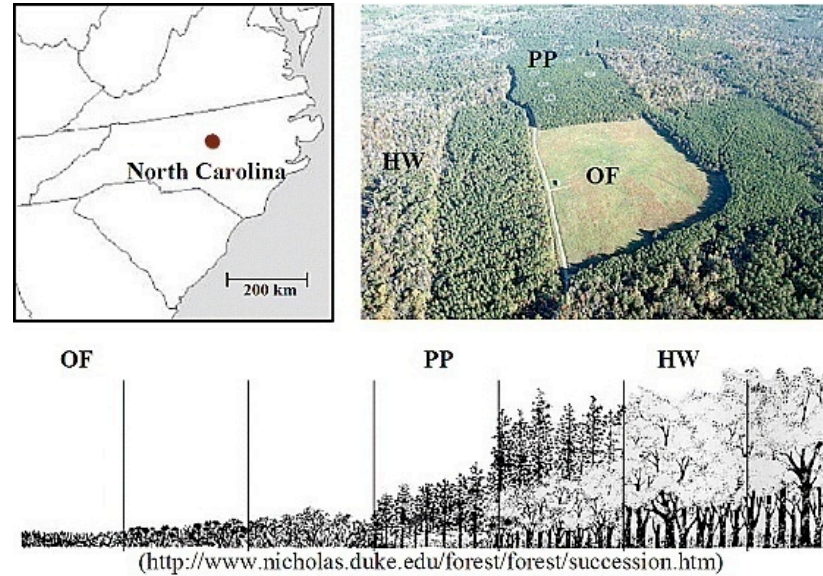 North Carolina
200 km
PP
HW
OF
OF
PP
HW
(http://www.nicholas.duke.edu/forest/forest/succession.htm)